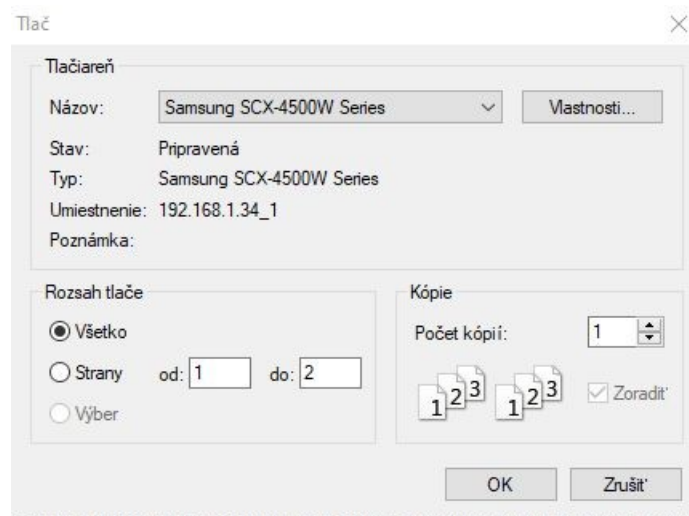 Tlač
Tlačiareň
Názov: Samsung SCX-4500W Series Vlastnosti...
Stav: Pripravená
Typ: Samsung SCX-4500W Series
Umiestnenie: 192.168.1.34_1
Poznámka:
Rozsah tlače
Všetko
Strany od: 1 do: 2
Výber
Kópie
Počet kópií: 1
1 2 3 1 2 3 Zoradiť
OK Zrušiť